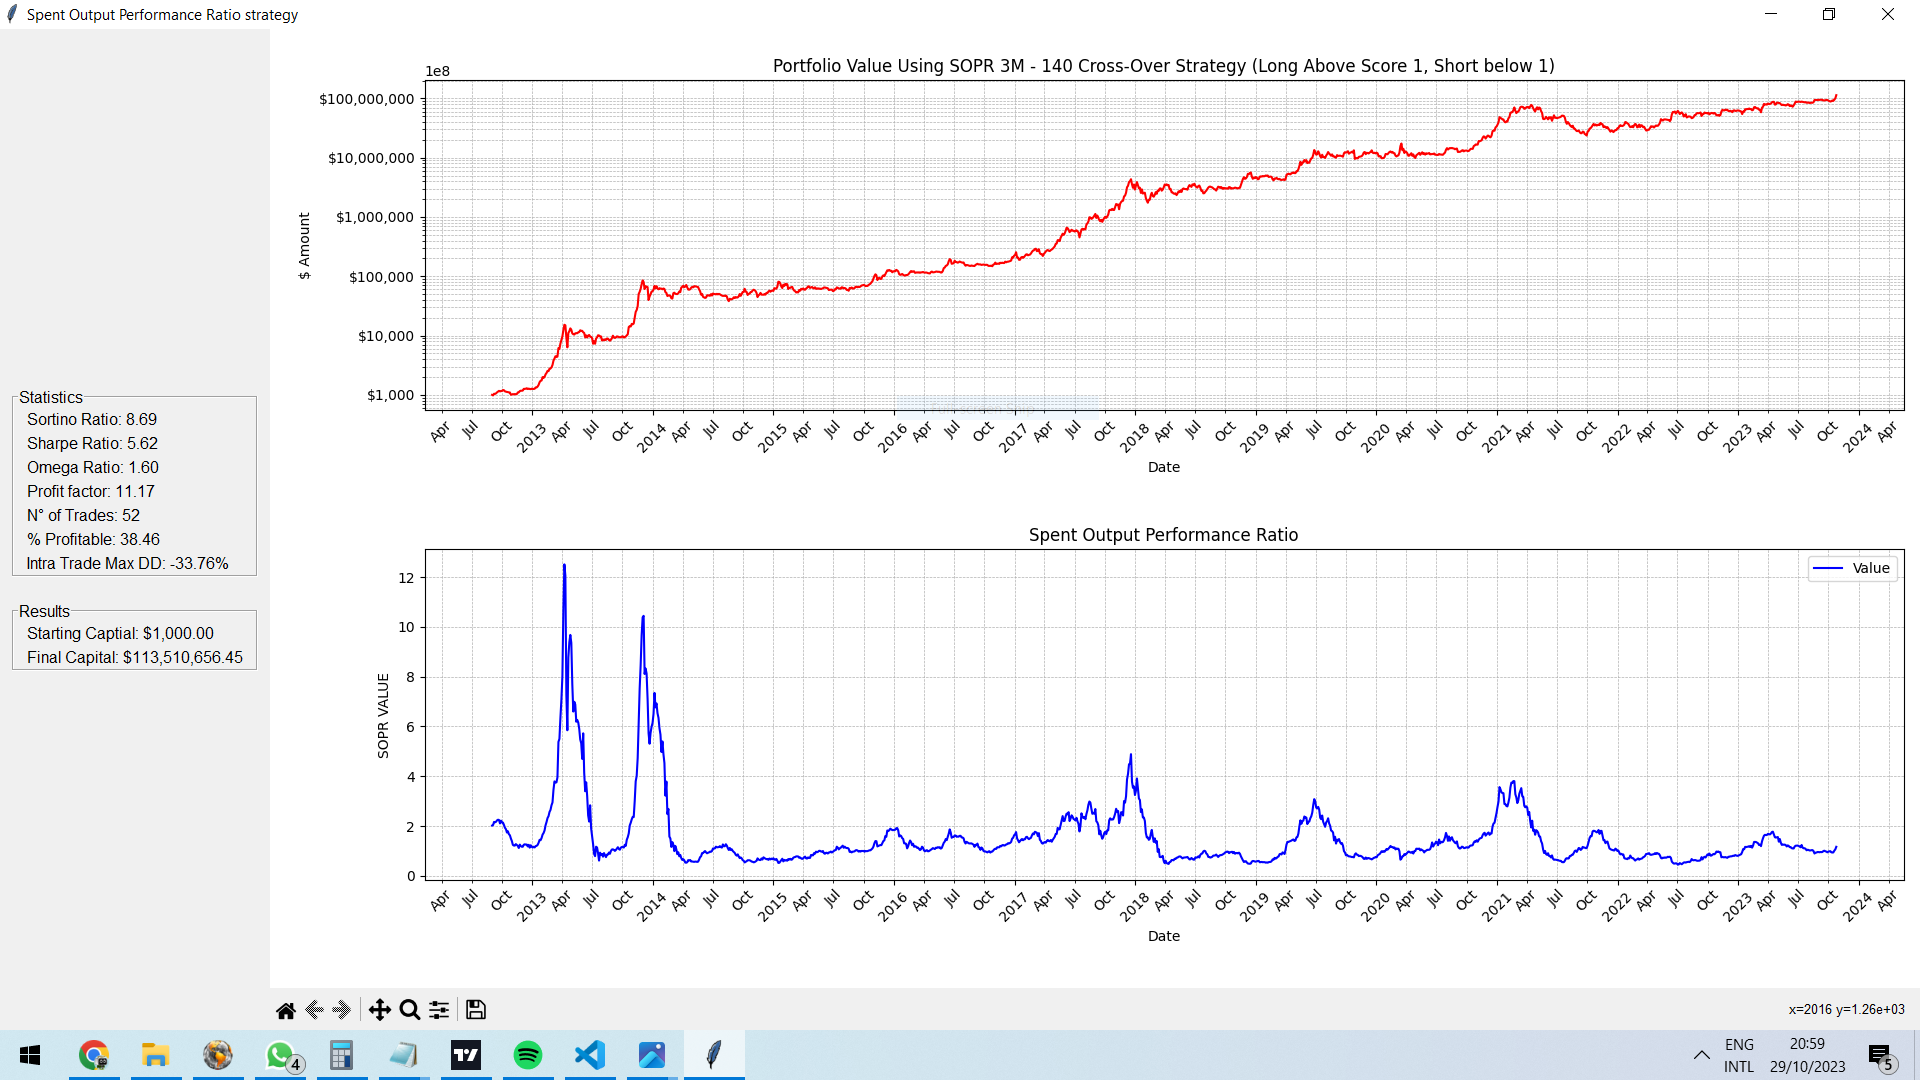 Spent Output Performance Ratio strategy
Portfolio Value Using SOPR 3M - 140 Cross-Over Strategy (Long Above Score 1, Short below 1)
1e8
$100,000,000
$10,000,000
$1,000,000
$100,000
$10,000
$1,000
$ Amount
Apr Jul Oct 2013 Apr Jul Oct 2014 Apr Jul Oct 2015 Apr Jul Oct 2016 Apr Jul Oct 2017 Apr Jul Oct 2018 Apr Jul Oct 2019 Apr Jul Oct 2020 Apr Jul Oct 2021 Apr Jul Oct 2022 Apr Jul Oct 2023 Apr Jul Oct 2024 Apr
Date
Statistics
Sortino Ratio: 8.69
Sharpe Ratio: 5.62
Omega Ratio: 1.60
Profit factor: 11.17
N° of Trades: 52
% Profitable: 38.46
Intra Trade Max DD: -33.76%
Results
Starting Captial: $1,000.00
Final Capital: $113,510,656.45
Spent Output Performance Ratio
Value
12
10
8
6
4
2
0
SOPR VALUE
Apr Jul Oct 2013 Apr Jul Oct 2014 Apr Jul Oct 2015 Apr Jul Oct 2016 Apr Jul Oct 2017 Apr Jul Oct 2018 Apr Jul Oct 2019 Apr Jul Oct 2020 Apr Jul Oct 2021 Apr Jul Oct 2022 Apr Jul Oct 2023 Apr Jul Oct 2024 Apr
Date
x=2016 y=1.26e+03
4
ENG
INTL
20:59
29/10/2023
5